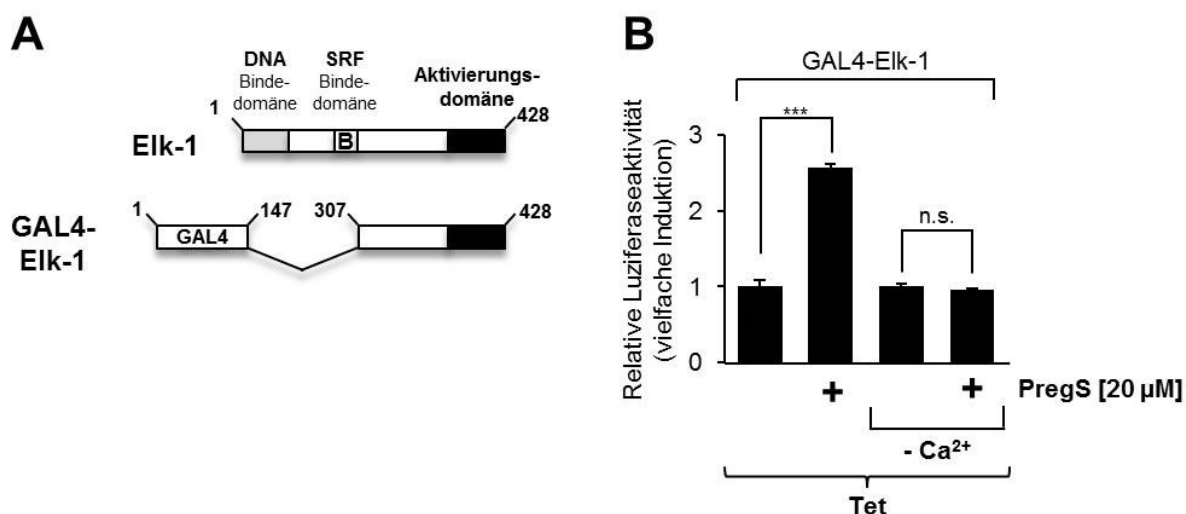 A
DNA
Binde-
domäne
SRF
Binde-
domäne
Aktivierungs-
domäne
1
428
Elk-1
B
1
147
307
428
GAL4-
Elk-1
GAL4
B
GAL4-Elk-1
***
n.s.
Relative Luziferaseaktivität
(vielfache Induktion)
3
2
1
0
+
+
PregS [20 µM]
- Ca²⁺
Tet